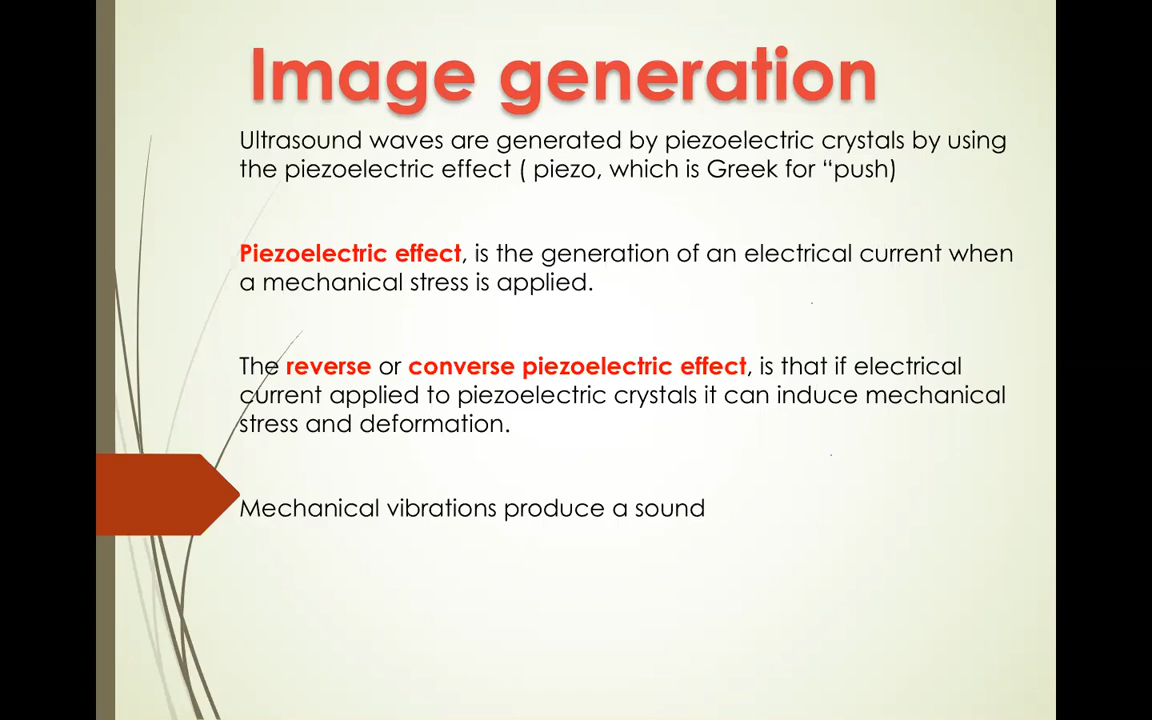 Image generation
Ultrasound waves are generated by piezoelectric crystals by using
the piezoelectric effect ( piezo, which is Greek for “push)
Piezoelectric effect, is the generation of an electrical current when
a mechanical stress is applied.
The reverse or converse piezoelectric effect, is that if electrical
current applied to piezoelectric crystals it can induce mechanical
stress and deformation.
Mechanical vibrations produce a sound